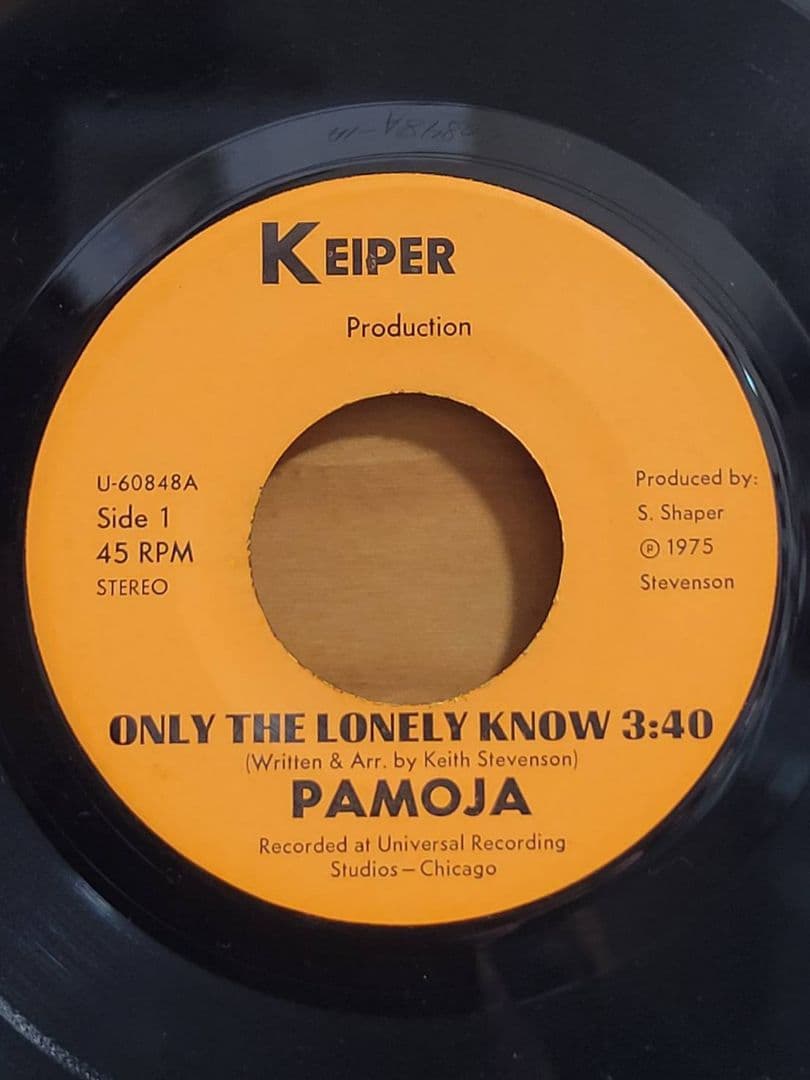 KEIPER
Production
U-60848A
Side 1
45 RPM
STEREO
Produced by:
S. Shaper
℗ 1975
Stevenson
ONLY THE LONELY KNOW 3:40
(Written & Arr. by Keith Stevenson)
PAMOJA
Recorded at Universal Recording
Studios – Chicago